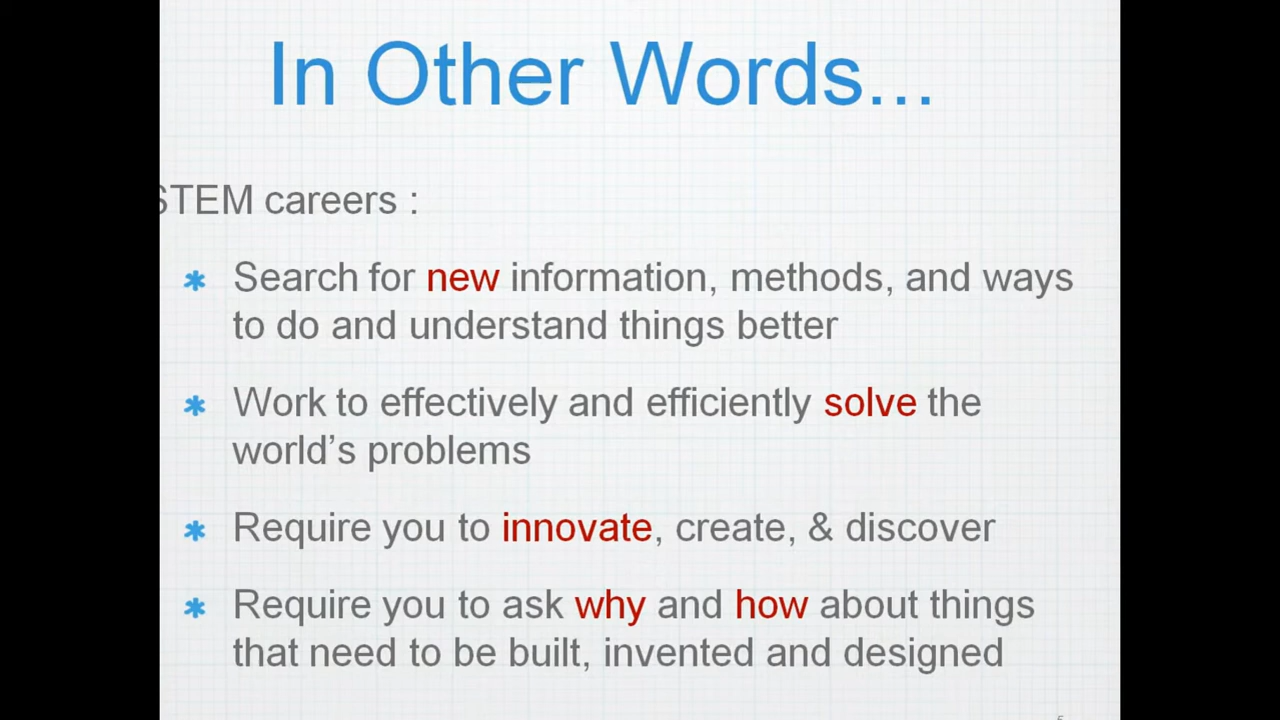 In Other Words...
STEM careers :
Search for new information, methods, and ways
to do and understand things better
Work to effectively and efficiently solve the
world’s problems
Require you to innovate, create, & discover
Require you to ask why and how about things
that need to be built, invented and designed